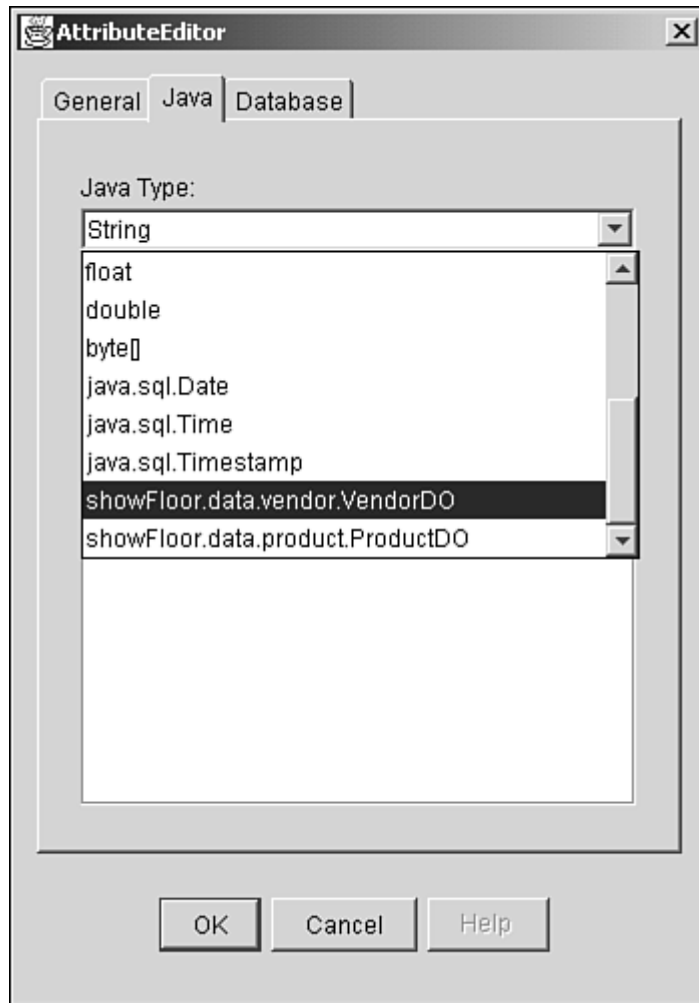 AttributeEditor
General Java Database
Java Type:
String
float
double
byte[]
java.sql.Date
java.sql.Time
java.sql.Timestamp
showFloor.data.vendor.VendorDO
showFloor.data.product.ProductDO
OK Cancel Help